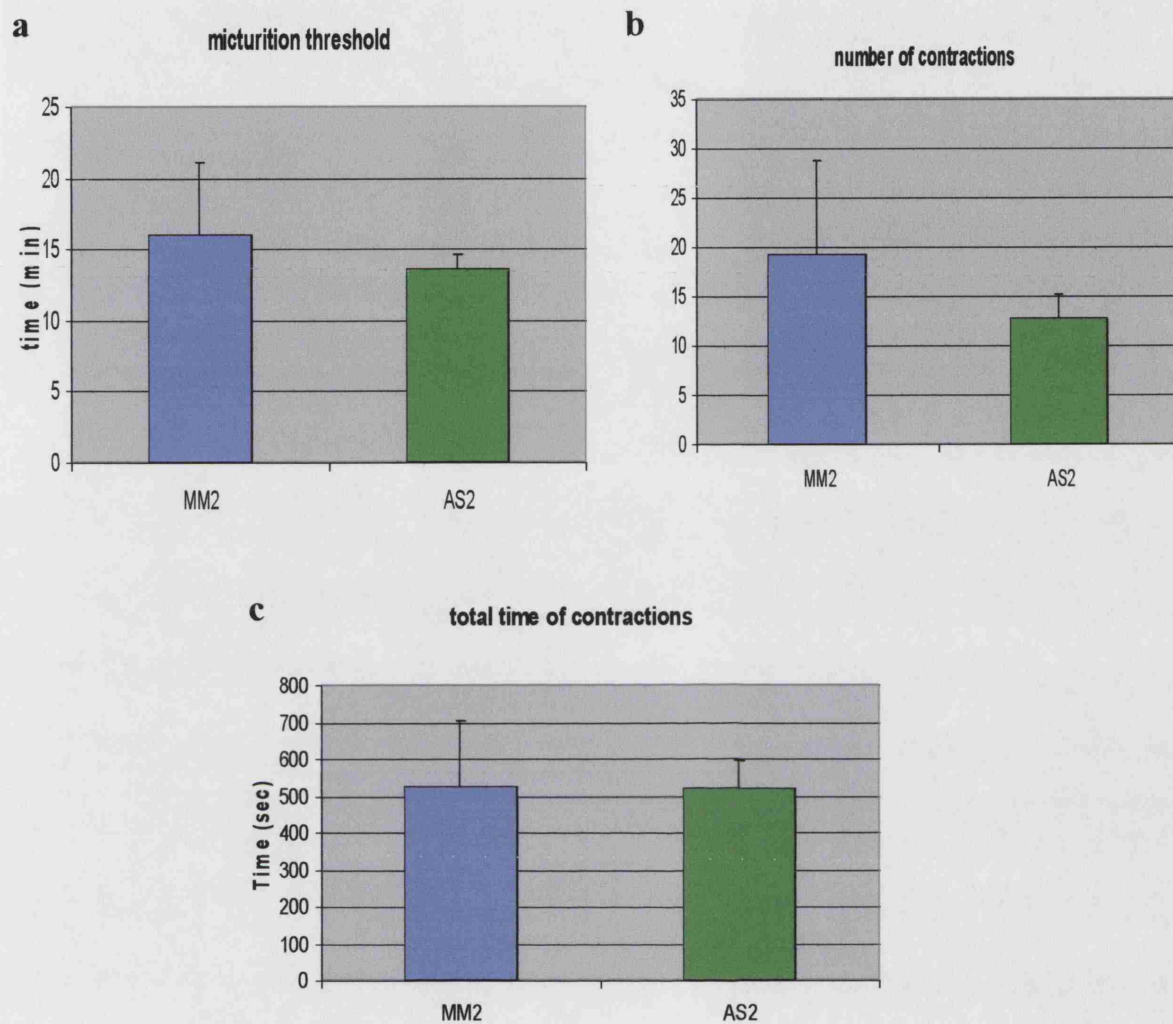 a
micturition threshold
25
20
15
10
5
0
time (min)
MM2
AS2
b
number of contractions
35
30
25
20
15
10
5
0
MM2
AS2
c
total time of contractions
800
700
600
500
400
300
200
100
0
Time (sec)
MM2
AS2